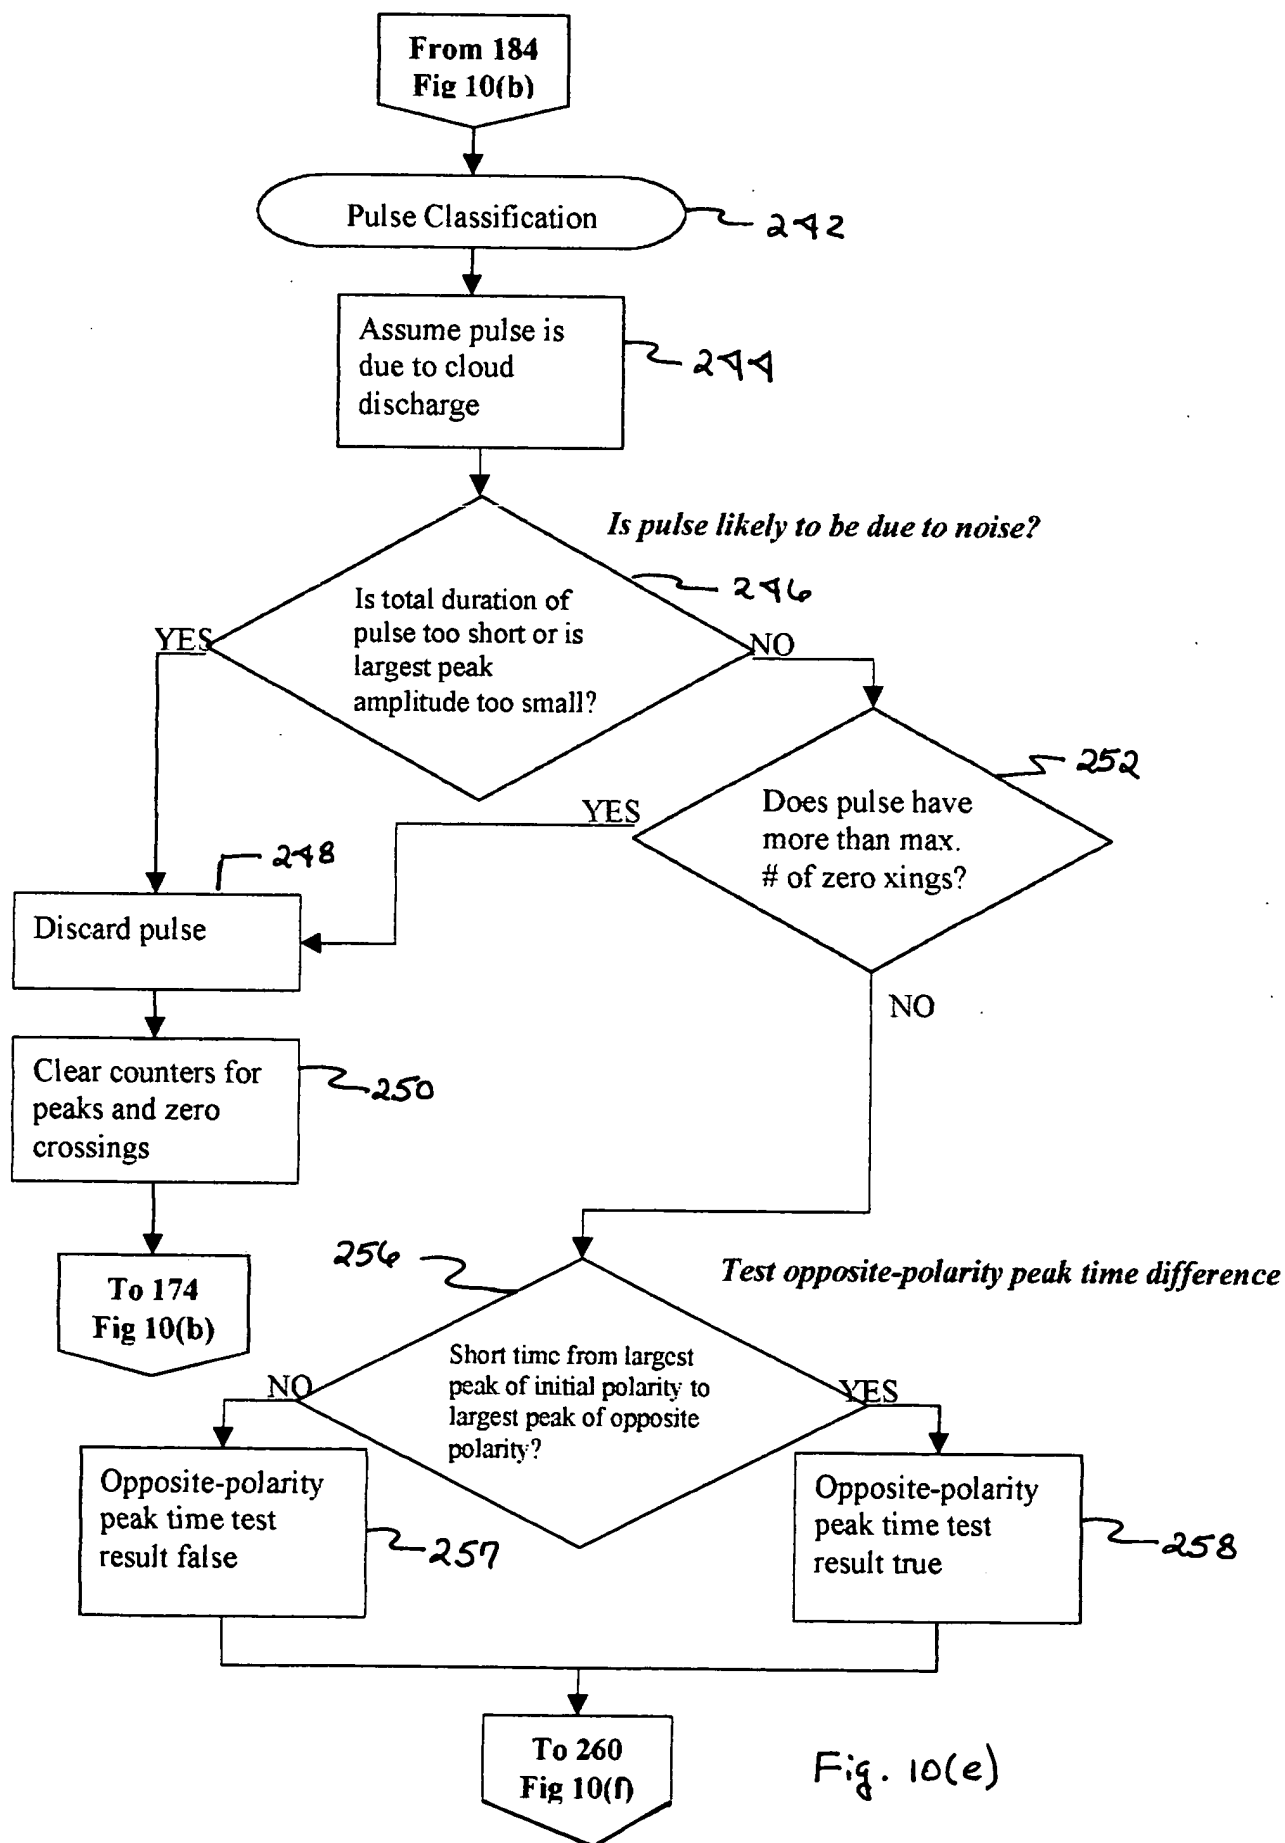 From 184
Fig 10(b)
Pulse Classification
242
Assume pulse is
due to cloud
discharge
244
Is pulse likely to be due to noise?
246
Is total duration of
pulse too short or is
largest peak
amplitude too small?
YES
NO
252
Does pulse have
more than max.
# of zero xings?
YES
248
Discard pulse
NO
Clear counters for
peaks and zero
crossings
250
To 174
Fig 10(b)
256
Test opposite-polarity peak time difference
Short time from largest
peak of initial polarity to
largest peak of opposite
polarity?
NO
YES
Opposite-polarity
peak time test
result false
257
Opposite-polarity
peak time test
result true
258
To 260
Fig 10(f)
Fig. 10(e)